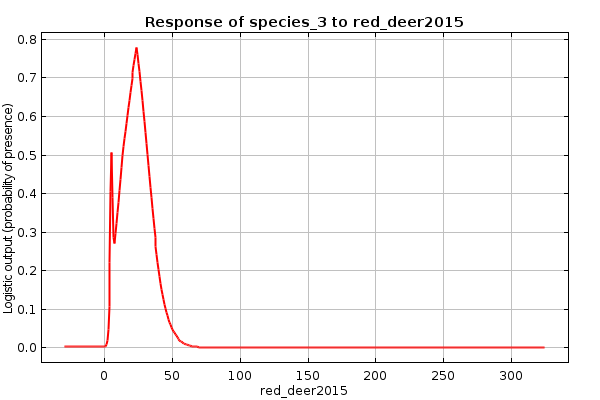 Response of species_3 to red_deer2015
Logistic output (probability of presence)
0.8
0.7
0.6
0.5
0.4
0.3
0.2
0.1
0.0
0 50 100 150 200 250 300
red_deer2015